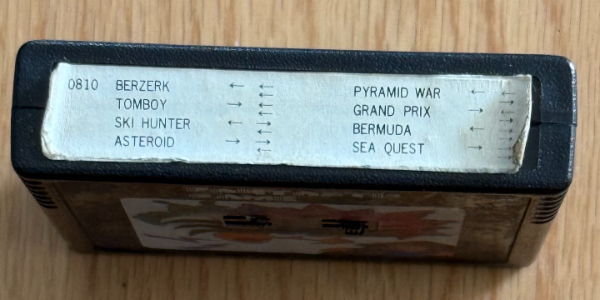 0810 BERZERK ← ← ← PYRAMID WAR ← → ←
TOMBOY → → ← GRAND PRIX → → ←
SKI HUNTER ← ← → BERMUDA ← ← →
ASTEROID → → ← SEA QUEST → → →